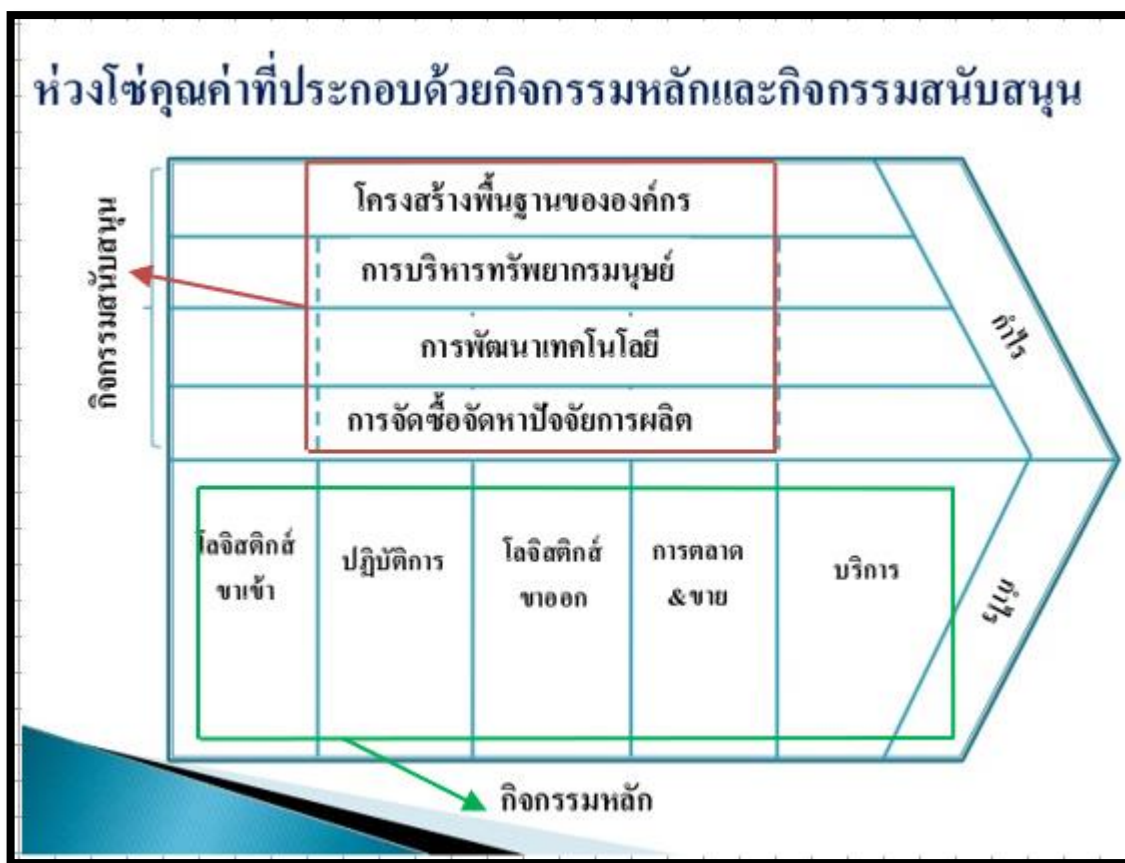 ห่วงโซ่คุณค่าที่ประกอบด้วยกิจกรรมหลักและกิจกรรมสนับสนุน
กิจกรรมสนับสนุน
โครงสร้างพื้นฐานขององค์กร
การบริหารทรัพยากรมนุษย์
การพัฒนาเทคโนโลยี
การจัดซื้อจัดหาปัจจัยการผลิต
กำไร
โลจิสติกส์
ขาเข้า
ปฏิบัติการ
โลจิสติกส์
ขาออก
การตลาด
&ขาย
บริการ
กำไร
กิจกรรมหลัก